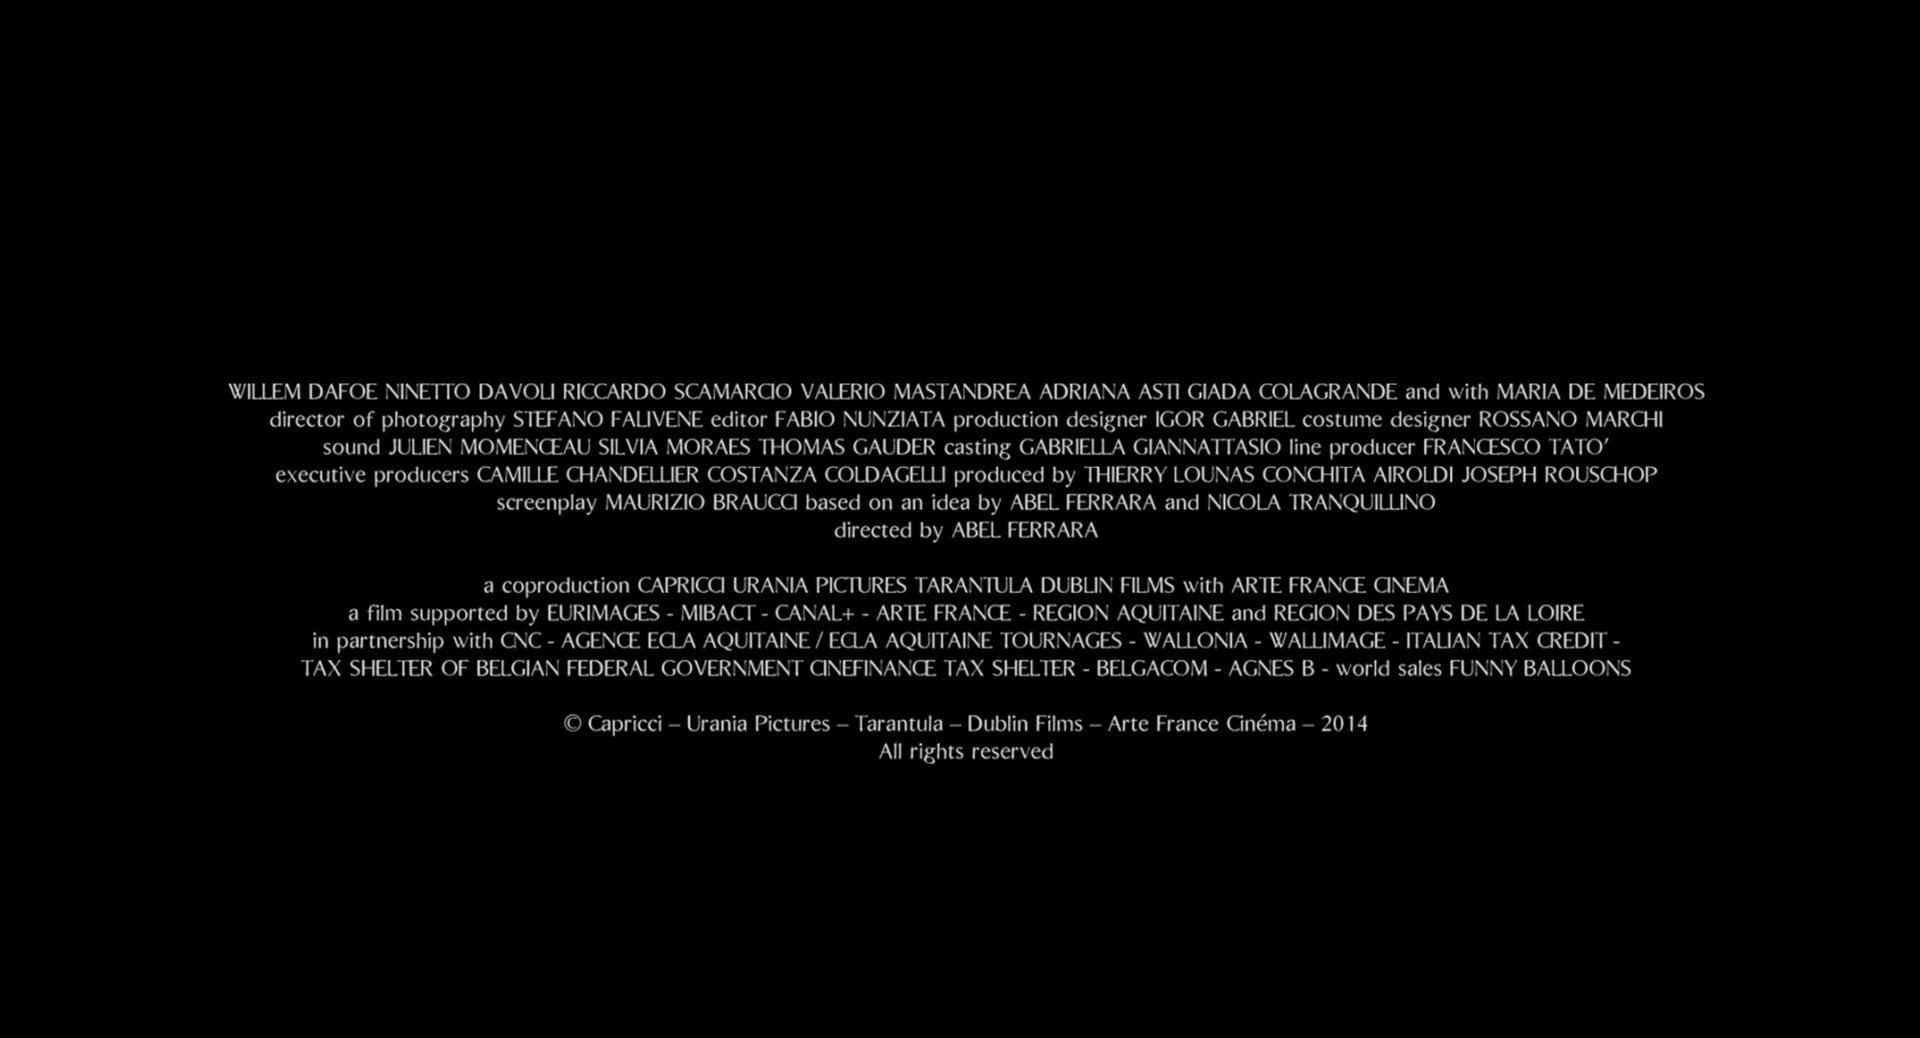 WILLEM DAFOE NINETTO DAVOLI RICCARDO SCAMARCIO VALERIO MASTANDREA ADRIANA ASTI GIADA COLAGRANDE and with MARIA DE MEDEIROS
director of photography STEFANO FALIVENE editor FABIO NUNZIATA production designer IGOR GABRIEL costume designer ROSSANO MARCHI
sound JULIEN MOMENCEAU SILVIA MORAES THOMAS GAUDER casting GABRIELLA GIANNATTASIO line producer FRANCESCO TATO'
executive producers CAMILLE CHANDELLIER COSTANZA COLDAGELLI produced by THIERRY LOUNAS CONCHITA AIROLDI JOSEPH ROUSCHOP
screenplay MAURIZIO BRAUCCI based on an idea by ABEL FERRARA and NICOLA TRANQUILLINO
directed by ABEL FERRARA
a coproduction CAPRICCI URANIA PICTURES TARANTULA DUBLIN FILMS with ARTE FRANCE CINEMA
a film supported by EURIMAGES - MIBACT - CANAL+ - ARTE FRANCE - REGION AQUITAINE and REGION DES PAYS DE LA LOIRE
in partnership with CNC - AGENCE ECLA AQUITAINE / ECLA AQUITAINE TOURNAGES - WALLONIA - WALLIMAGE - ITALIAN TAX CREDIT -
TAX SHELTER OF BELGIAN FEDERAL GOVERNMENT CINEFINANCE TAX SHELTER - BELGACOM - AGNES B - world sales FUNNY BALLOONS
© Capricci – Urania Pictures – Tarantula – Dublin Films – Arte France Cinéma – 2014
All rights reserved